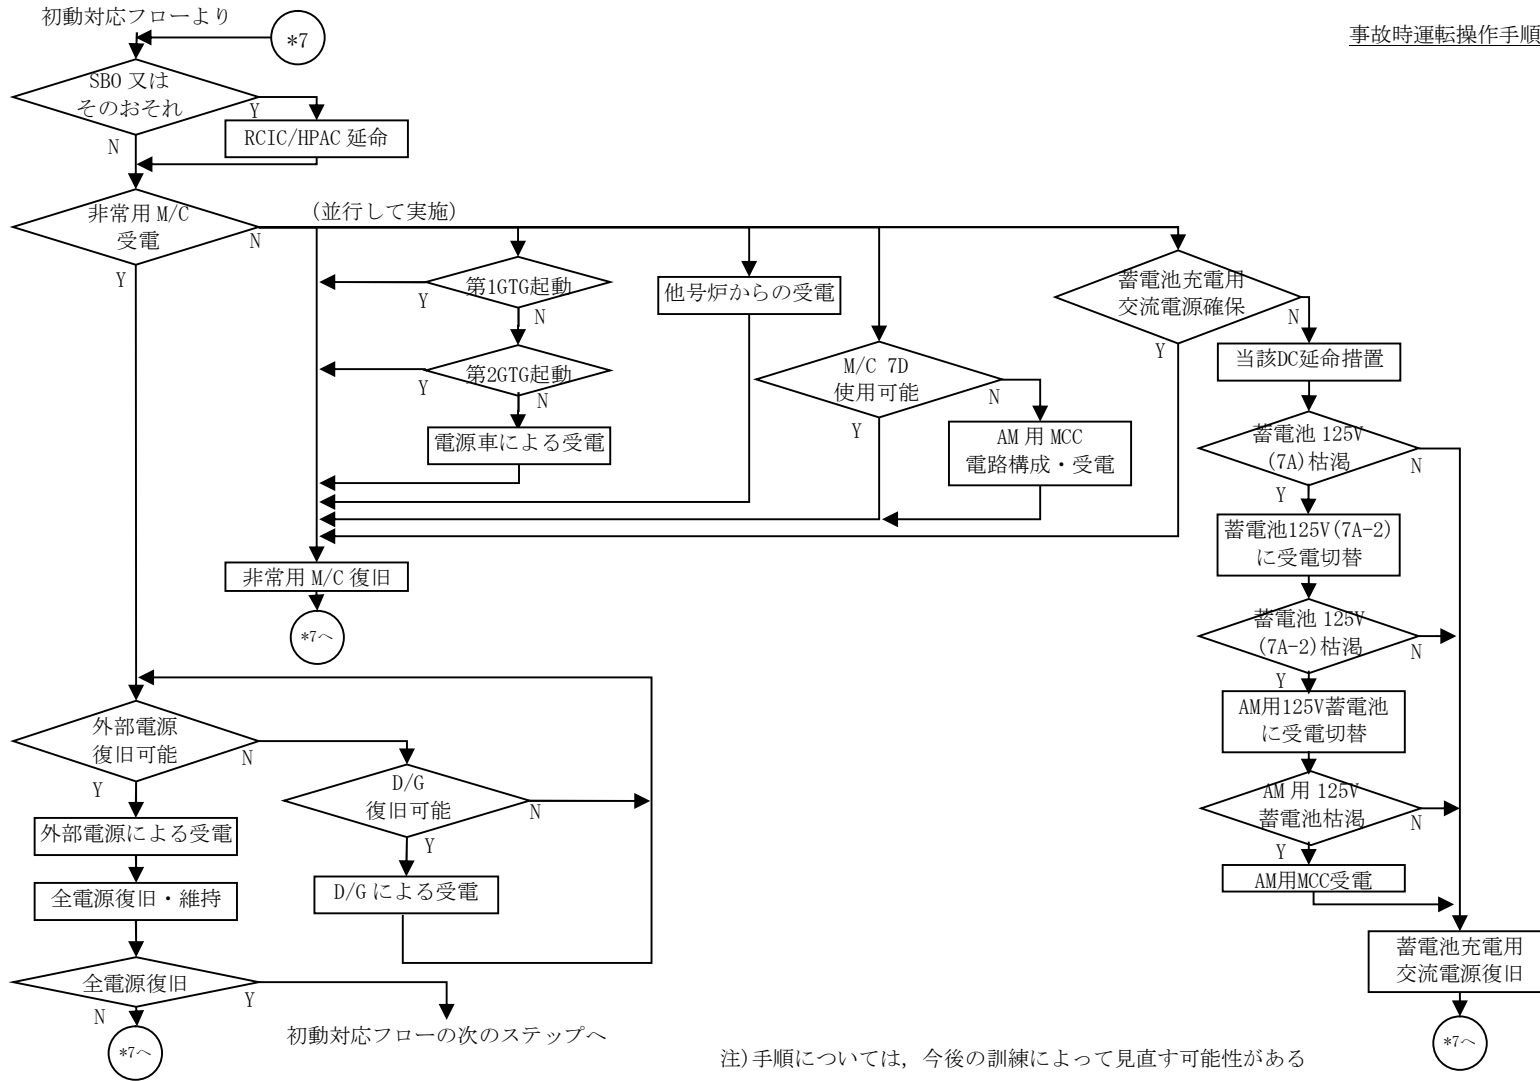 初動対応フローより
*7
事故時運転操作手順
SBO 又は
そのおそれ
Y
N
RCIC/HPAC 延命
非常用 M/C
受電
N
Y
(並行して実施)
第1GTG起動
Y
N
第2GTG起動
Y
N
電源車による受電
他号炉からの受電
M/C 7D
使用可能
N
Y
AM 用 MCC
電路構成・受電
蓄電池充電用
交流電源確保
N
Y
当該DC延命措置
蓄電池 125V
(7A)枯渇
N
Y
蓄電池125V(7A-2)
に受電切替
蓄電池 125V
(7A-2)枯渇
N
Y
AM用125V蓄電池
に受電切替
AM 用 125V
蓄電池枯渇
N
Y
AM用MCC受電
蓄電池充電用
交流電源復旧
*7へ
非常用 M/C 復旧
*7へ
外部電源
復旧可能
N
Y
D/G
復旧可能
N
Y
D/G による受電
外部電源による受電
全電源復旧・維持
全電源復旧
Y
N
*7へ
初動対応フローの次のステップへ
注)手順については，今後の訓練によって見直す可能性がある